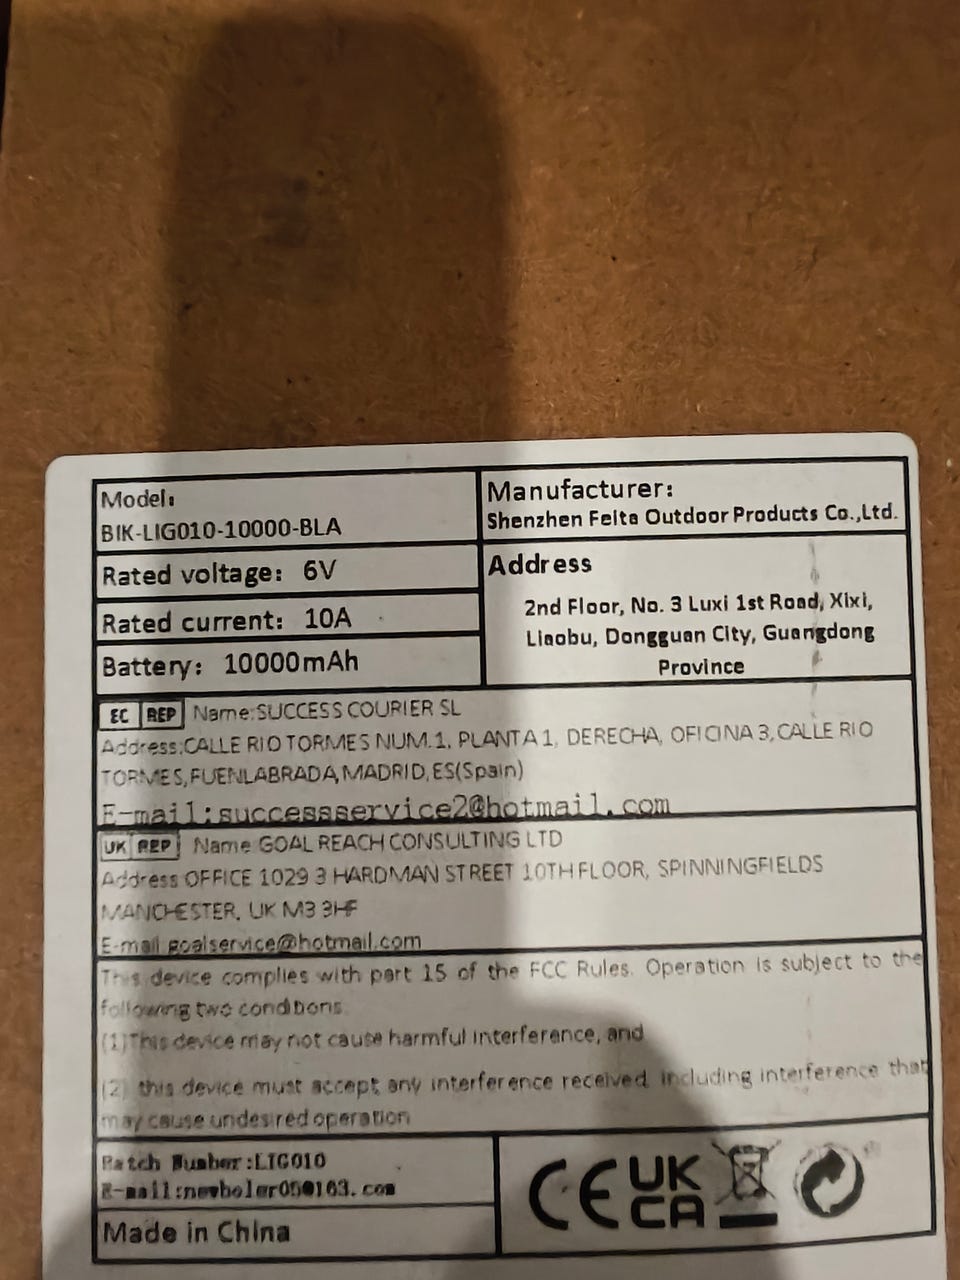 Model:
BIK-LIG010-10000-BLA
Rated voltage: 6V
Rated current: 10A
Battery: 10000mAh
Manufacturer:
Shenzhen Feita Outdoor Products Co.,Ltd.
Address
2nd Floor, No. 3 Luxi 1st Road, Xixi,
Liaobu, Dongguan City, Guangdong
Province
EC REP Name:SUCCESS COURIER SL
Address:CALLE RIO TORMES NUM.1, PLANTA 1, DERECHA, OFICINA 3,CALLE RIO
TORMES,FUENLABRADA,MADRID,ES(Spain)
E-mail:successservice2@hotmail.com
UK REP Name:GOAL REACH CONSULTING LTD
Address:OFFICE 1029 3 HARDMAN STREET 10TH FLOOR, SPINNINGFIELDS
MANCHESTER, UK M3 3HF
E-mail:goalservice@hotmail.com
This device complies with part 15 of the FCC Rules. Operation is subject to the
following two conditions.
(1)This device may not cause harmful interference, and
(2) this device must accept any interference received, including interference that
may cause undesired operation
Batch Number:LIG010
E-mail:
Made in China
CE UK
CA